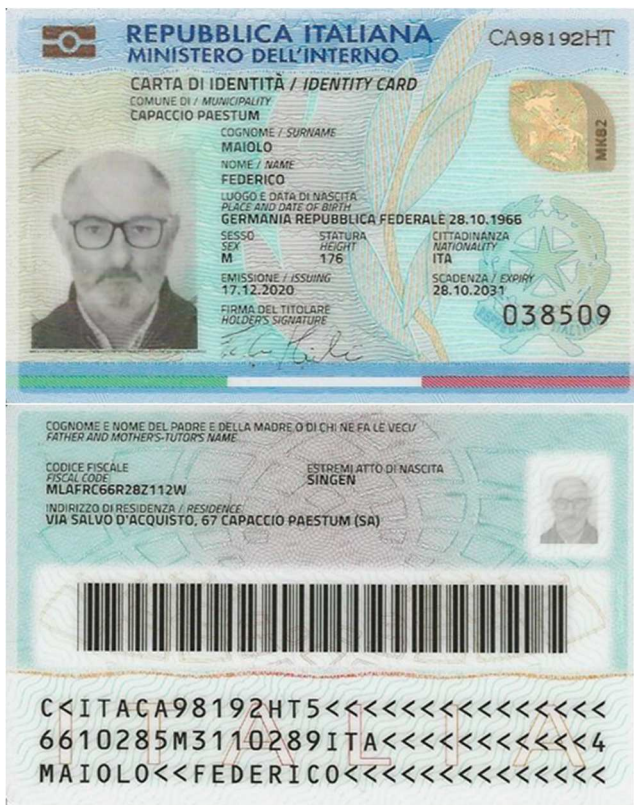 REPUBBLICA ITALIANA
MINISTERO DELL'INTERNO
CA98192HT
CARTA DI IDENTITÀ / IDENTITY CARD
COMUNE DI / MUNICIPALITY
CAPACCIO PAESTUM
COGNOME / SURNAME
MAIOLO
NOME / NAME
FEDERICO
LUOGO E DATA DI NASCITA
PLACE AND DATE OF BIRTH
GERMANIA REPUBBLICA FEDERALE 28.10.1966
SESSO STATURA CITTADINANZA
SEX HEIGHT NATIONALITY
M 176 ITA
EMISSIONE / ISSUING SCADENZA / EXPIRY
17.12.2020 28.10.2031
FIRMA DEL TITOLARE
HOLDER'S SIGNATURE
038509
MK82
COGNOME E NOME DEL PADRE E DELLA MADRE O DI CHI NE FA LE VECI/
FATHER AND MOTHER'S-TUTOR'S NAME
CODICE FISCALE ESTREMI ATTO DI NASCITA
FISCAL CODE SINGEN
MLAFRC66R28Z112W
INDIRIZZO DI RESIDENZA / RESIDENCE
VIA SALVO D'ACQUISTO, 67 CAPACCIO PAESTUM (SA)
ITALIA
C<ITACA98192HT5<<<<<<<<<<<<<<<
6610285M3110289ITA<<<<<<<<<<<4
MAIOLO<<FEDERICO<<<<<<<<<<<<<<